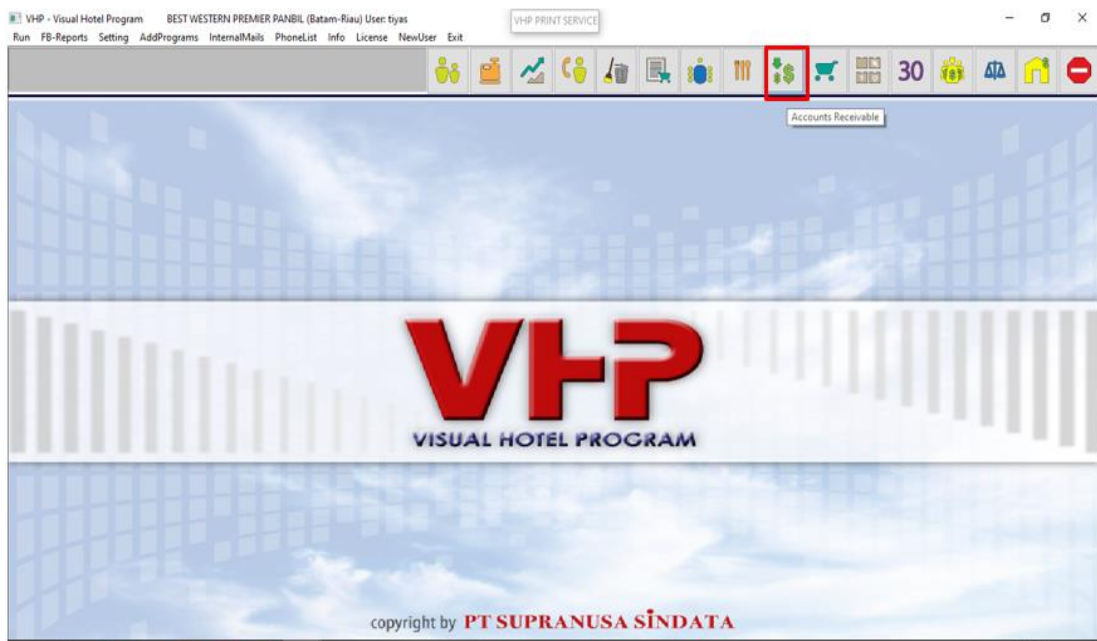 VHP - Visual Hotel Program BEST WESTERN PREMIER PANBIL (Batam-Riau) User: tiyas
VHP PRINT SERVICE
Run FB-Reports Setting AddPrograms InternalMails PhoneList Info License NewUser Exit
30
Accounts Receivable
VHP
VISUAL HOTEL PROGRAM
copyright by PT SUPRANUSA SINDATA